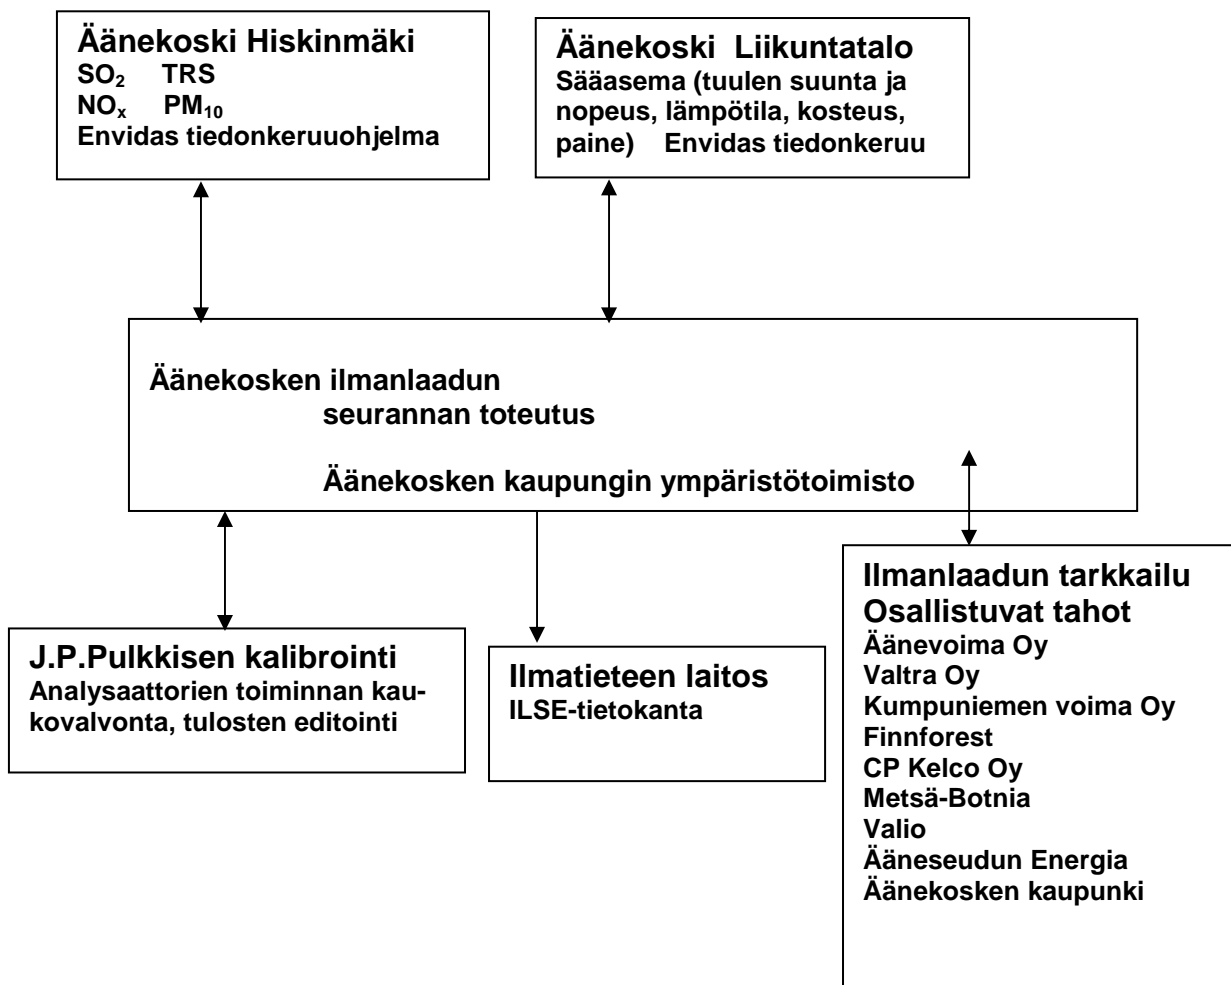 Äänekoski Hiskinmäki
SO₂ TRS
NOₓ PM₁₀
Envidas tiedonkeruuohjelma
Äänekoski Liikuntatalo
Sääasema (tuulen suunta ja
nopeus, lämpötila, kosteus,
paine) Envidas tiedonkeruu
Äänekosken ilmanlaadun
seurannan toteutus
Äänekosken kaupungin ympäristötoimisto
J.P.Pulkkisen kalibrointi
Analysaattorien toiminnan kau-
kovalvonta, tulosten editointi
Ilmatieteen laitos
ILSE-tietokanta
Ilmanlaadun tarkkailu
Osallistuvat tahot
Äänevoima Oy
Valtra Oy
Kumpuniemen voima Oy
Finnforest
CP Kelco Oy
Metsä-Botnia
Valio
Ääneseudun Energia
Äänekosken kaupunki